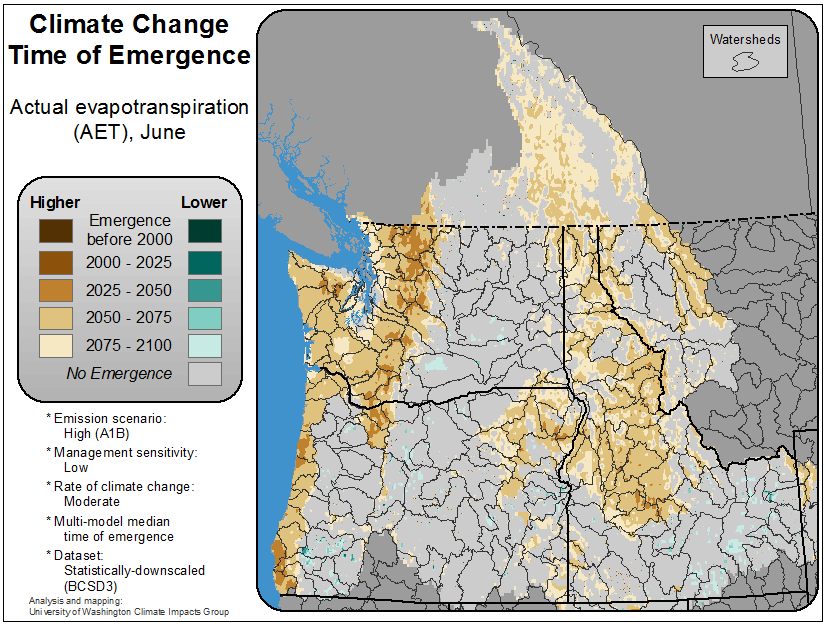 Climate Change
Time of Emergence
Actual evapotranspiration
(AET), June
Higher
Lower
Emergence
before 2000
2000 - 2025
2025 - 2050
2050 - 2075
2075 - 2100
No Emergence
* Emission scenario:
High (A1B)
* Management sensitivity:
Low
* Rate of climate change:
Moderate
* Multi-model median
time of emergence
* Dataset:
Statistically-downscaled
(BCSD3)
Analysis and mapping:
University of Washington Climate Impacts Group
Watersheds